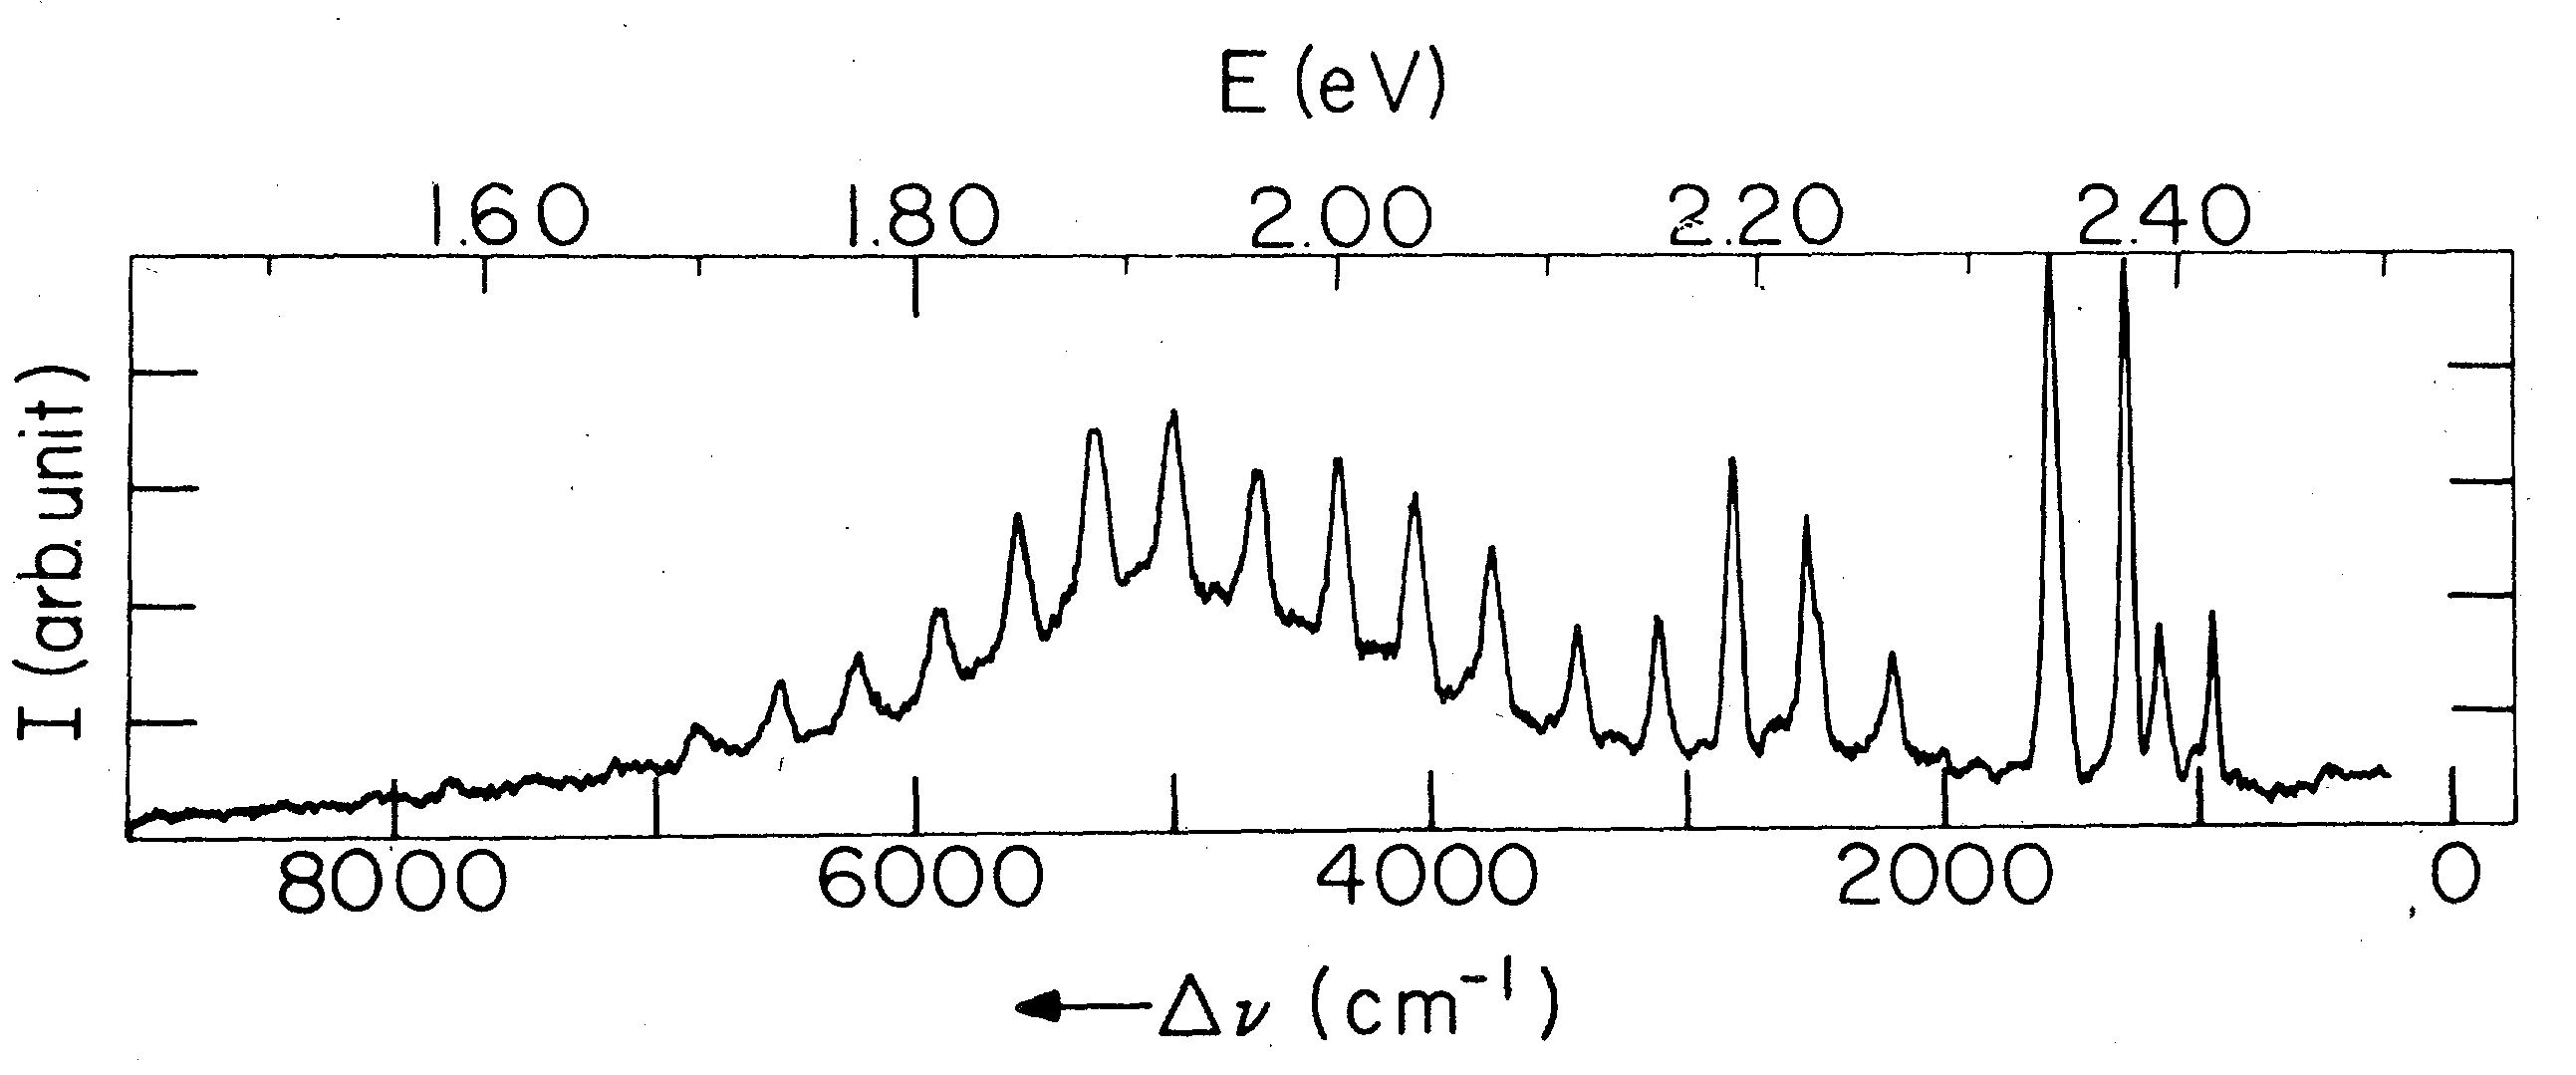 E (eV)
1.60 1.80 2.00 2.20 2.40
I (arb. unit)
8000 6000 4000 2000 0
Δν (cm⁻¹)